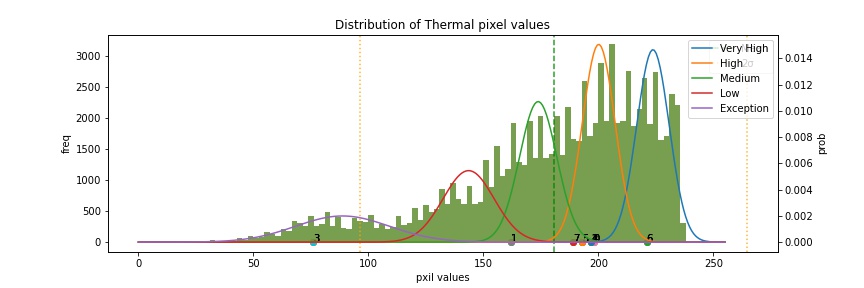 Distribution of Thermal pixel values
freq
3000
2500
2000
1500
1000
500
0
0.014
0.012
0.010
0.008
0.006
0.004
0.002
0.000
prob
Very High
High
Medium
Low
Exception
2σ
3
1
7
5
6
0
50
100
150
200
250
pxil values